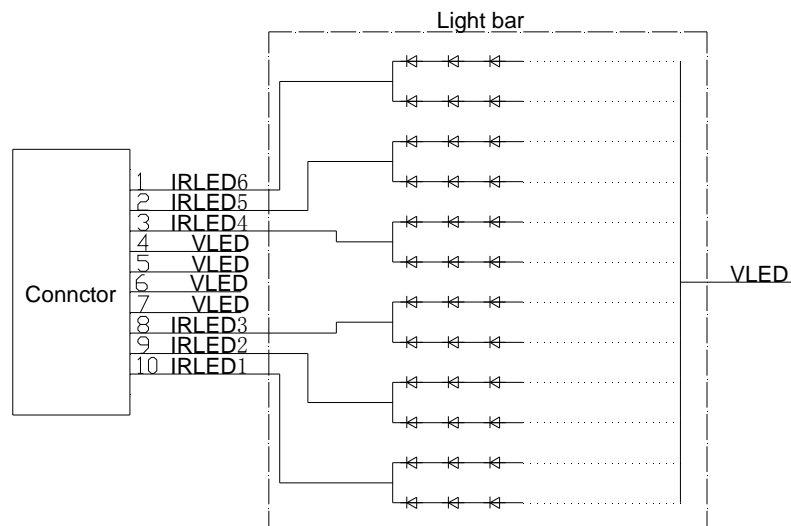 Light bar
1 IRLED6
2 IRLED5
3 IRLED4
4 VLED
5 VLED
6 VLED
7 VLED
8 IRLED3
9 IRLED2
10 IRLED1
Connctor
VLED